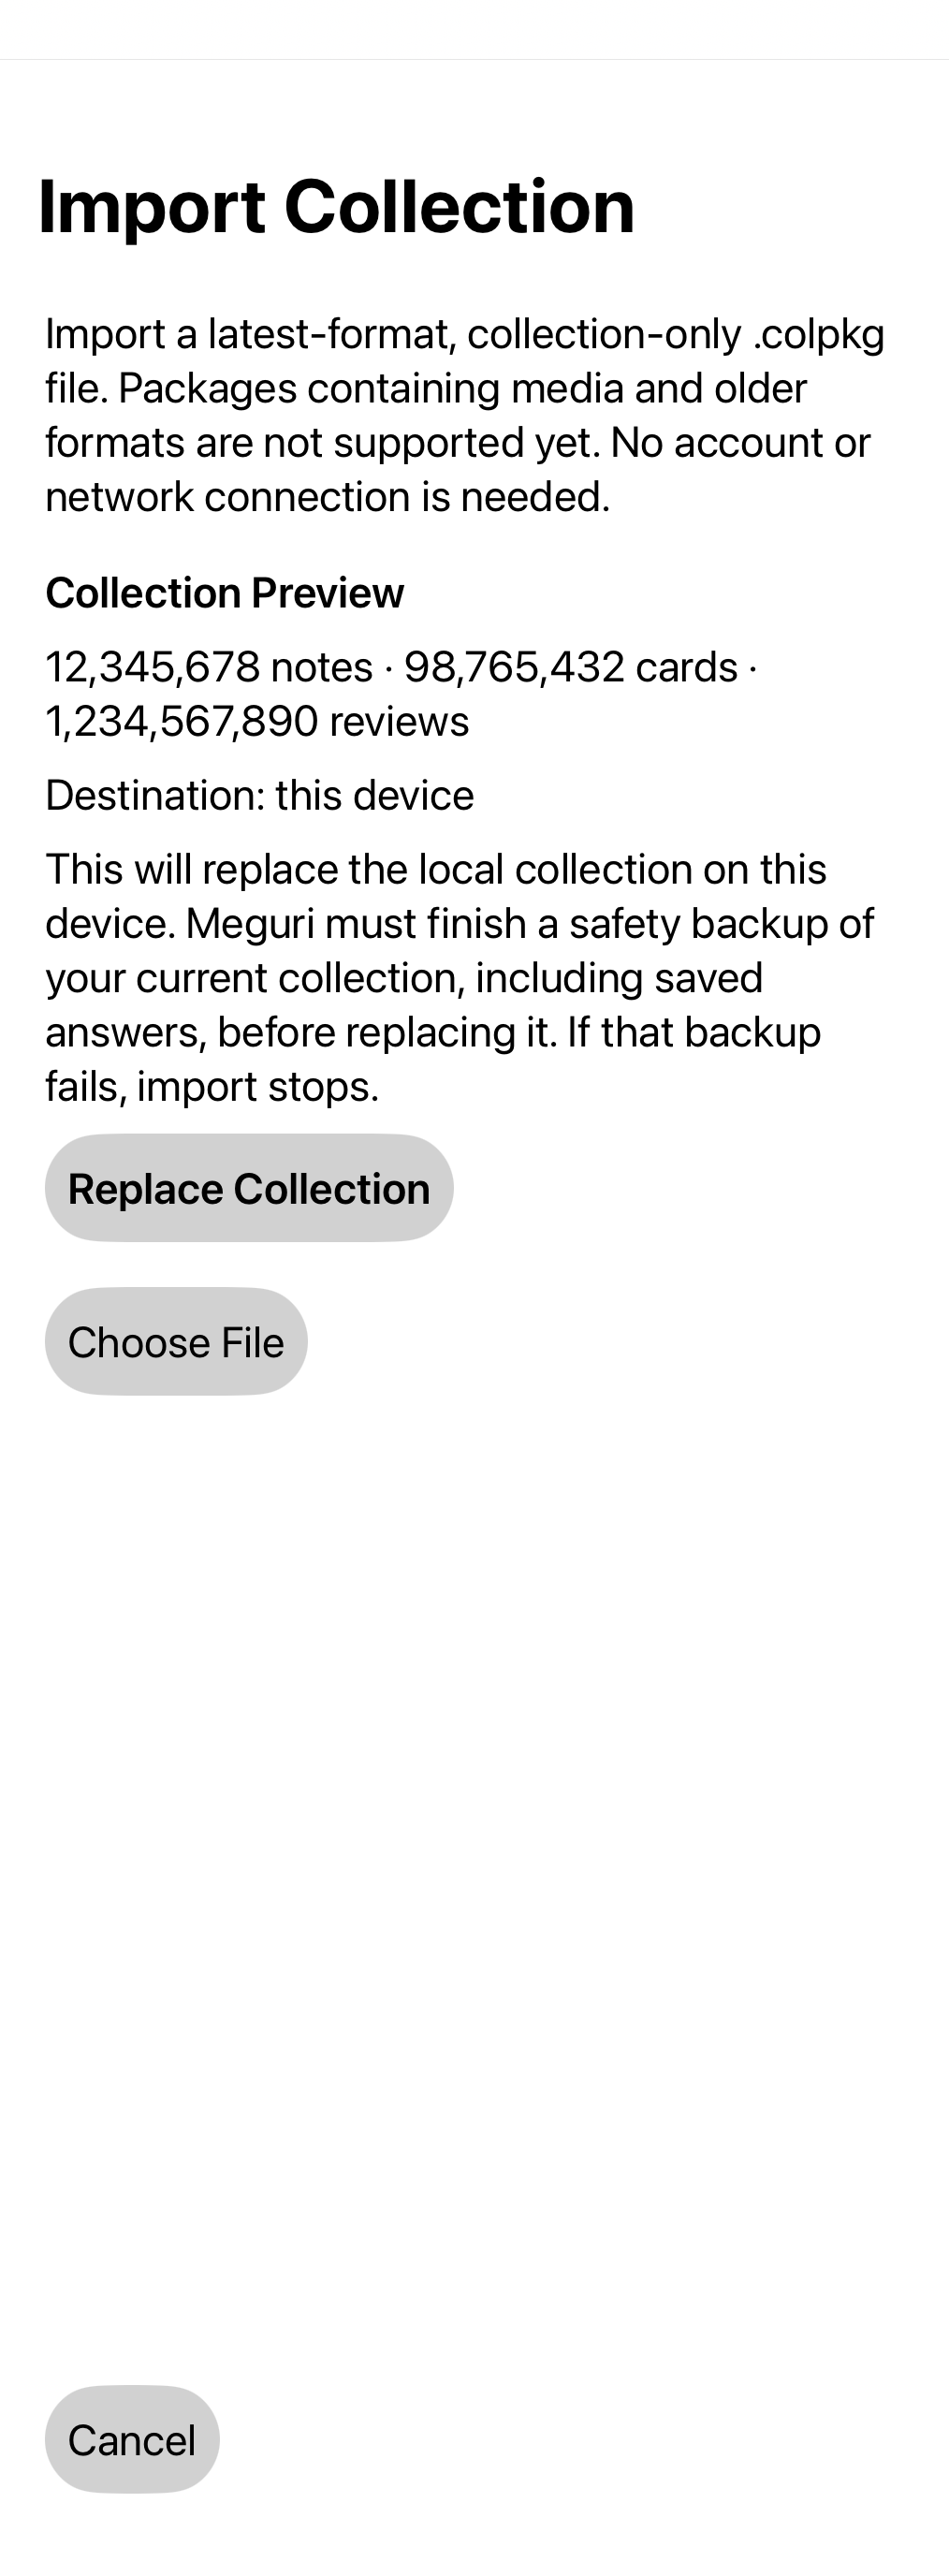 Import Collection
Import a latest-format, collection-only .colpkg
file. Packages containing media and older
formats are not supported yet. No account or
network connection is needed.
Collection Preview
12,345,678 notes · 98,765,432 cards ·
1,234,567,890 reviews
Destination: this device
This will replace the local collection on this
device. Meguri must finish a safety backup of
your current collection, including saved
answers, before replacing it. If that backup
fails, import stops.
Replace Collection
Choose File
Cancel